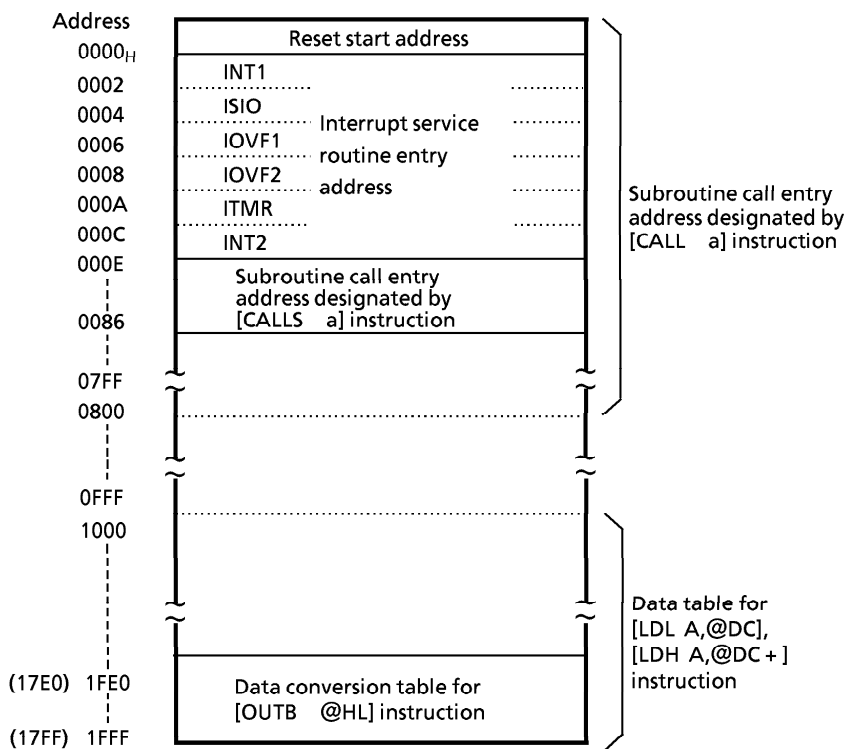 Address
0000H
Reset start address
0002
INT1
0004
ISIO
Interrupt service
0006
IOVF1
routine entry
0008
IOVF2
address
000A
ITMR
000C
INT2
000E
Subroutine call entry
address designated by
[CALLS a] instruction
0086
Subroutine call entry
address designated by
[CALL a] instruction
07FF
0800
0FFF
1000
Data table for
[LDL A,@DC],
[LDH A,@DC+]
instruction
(17E0) 1FE0
Data conversion table for
[OUTB @HL] instruction
(17FF) 1FFF